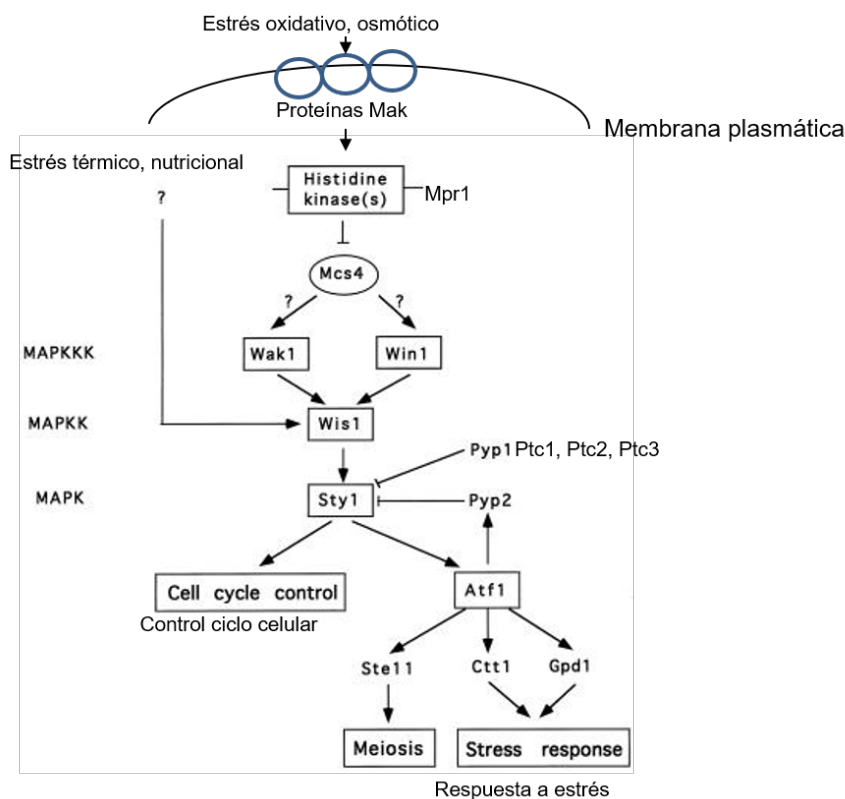 Estrés oxidativo, osmótico
Proteínas Mak
Membrana plasmática
Estrés térmico, nutricional
?
Histidine
kinase(s)
Mpr1
Mcs4
?
?
MAPKKK
Wak1
Win1
MAPKK
Wis1
Pyp1 Ptc1, Ptc2, Ptc3
MAPK
Sty1
Pyp2
Cell cycle control
Atf1
Control ciclo celular
Ste11
Ctt1
Gpd1
Meiosis
Stress response
Respuesta a estrés